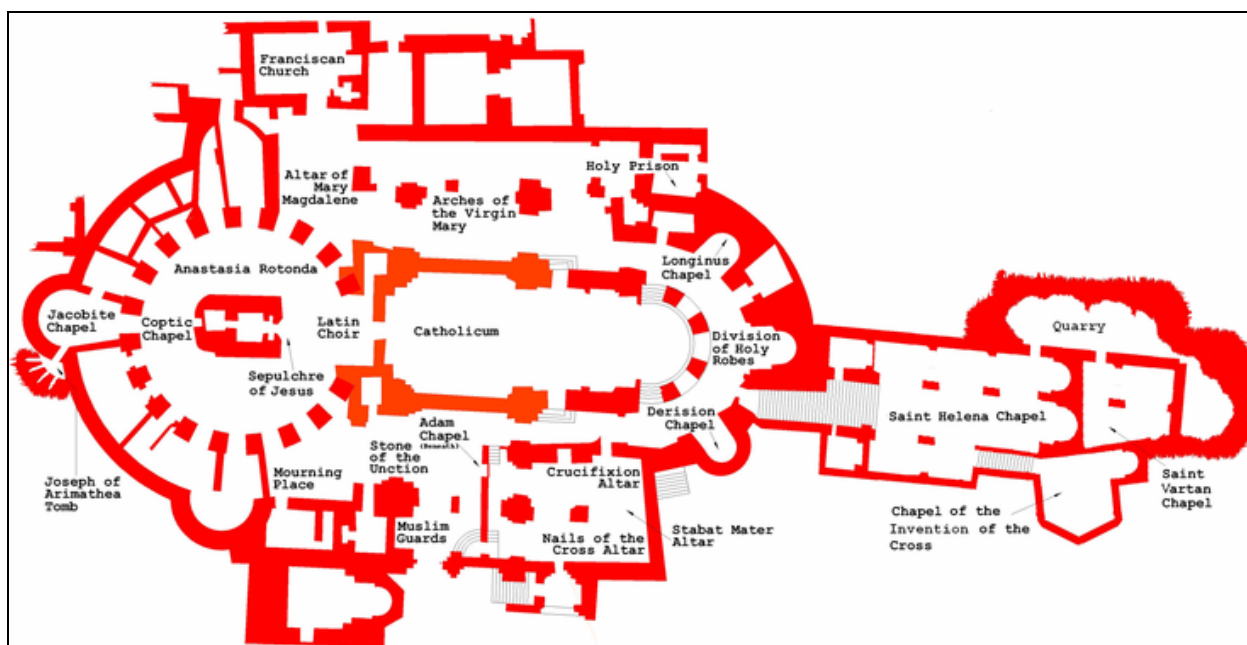 Franciscan
Church
Holy Prison
Altar of
Mary
Magdalene
Arches of
the Virgin
Mary
Anastasia Rotonda
Longinus
Chapel
Jacobite
Chapel
Coptic
Chapel
Latin
Choir
Catholicum
Division
of Holy
Robes
Quarry
Sepulchre
of Jesus
Derision
Chapel
Saint Helena Chapel
Adam
Chapel
(Beneath)
Stone
of the
Unction
Crucifixion
Altar
Mourning
Place
Joseph of
Arimathea
Tomb
Saint
Vartan
Chapel
Muslim
Guards
Nails of the
Cross Altar
Stabat Mater
Altar
Chapel of the
Invention of the
Cross